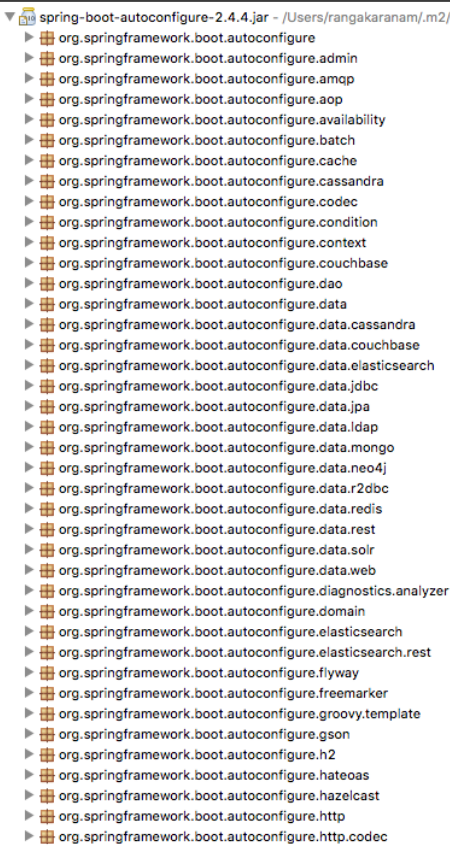 spring-boot-autoconfigure-2.4.4.jar - /Users/rangakaranam/.m2/
org.springframework.boot.autoconfigure
org.springframework.boot.autoconfigure.admin
org.springframework.boot.autoconfigure.amqp
org.springframework.boot.autoconfigure.aop
org.springframework.boot.autoconfigure.availability
org.springframework.boot.autoconfigure.batch
org.springframework.boot.autoconfigure.cache
org.springframework.boot.autoconfigure.cassandra
org.springframework.boot.autoconfigure.codec
org.springframework.boot.autoconfigure.condition
org.springframework.boot.autoconfigure.context
org.springframework.boot.autoconfigure.couchbase
org.springframework.boot.autoconfigure.dao
org.springframework.boot.autoconfigure.data
org.springframework.boot.autoconfigure.data.cassandra
org.springframework.boot.autoconfigure.data.couchbase
org.springframework.boot.autoconfigure.data.elasticsearch
org.springframework.boot.autoconfigure.data.jdbc
org.springframework.boot.autoconfigure.data.jpa
org.springframework.boot.autoconfigure.data.ldap
org.springframework.boot.autoconfigure.data.mongo
org.springframework.boot.autoconfigure.data.neo4j
org.springframework.boot.autoconfigure.data.r2dbc
org.springframework.boot.autoconfigure.data.redis
org.springframework.boot.autoconfigure.data.rest
org.springframework.boot.autoconfigure.data.solr
org.springframework.boot.autoconfigure.data.web
org.springframework.boot.autoconfigure.diagnostics.analyzer
org.springframework.boot.autoconfigure.domain
org.springframework.boot.autoconfigure.elasticsearch
org.springframework.boot.autoconfigure.elasticsearch.rest
org.springframework.boot.autoconfigure.flyway
org.springframework.boot.autoconfigure.freemarker
org.springframework.boot.autoconfigure.groovy.template
org.springframework.boot.autoconfigure.gson
org.springframework.boot.autoconfigure.h2
org.springframework.boot.autoconfigure.hateoas
org.springframework.boot.autoconfigure.hazelcast
org.springframework.boot.autoconfigure.http
org.springframework.boot.autoconfigure.http.codec